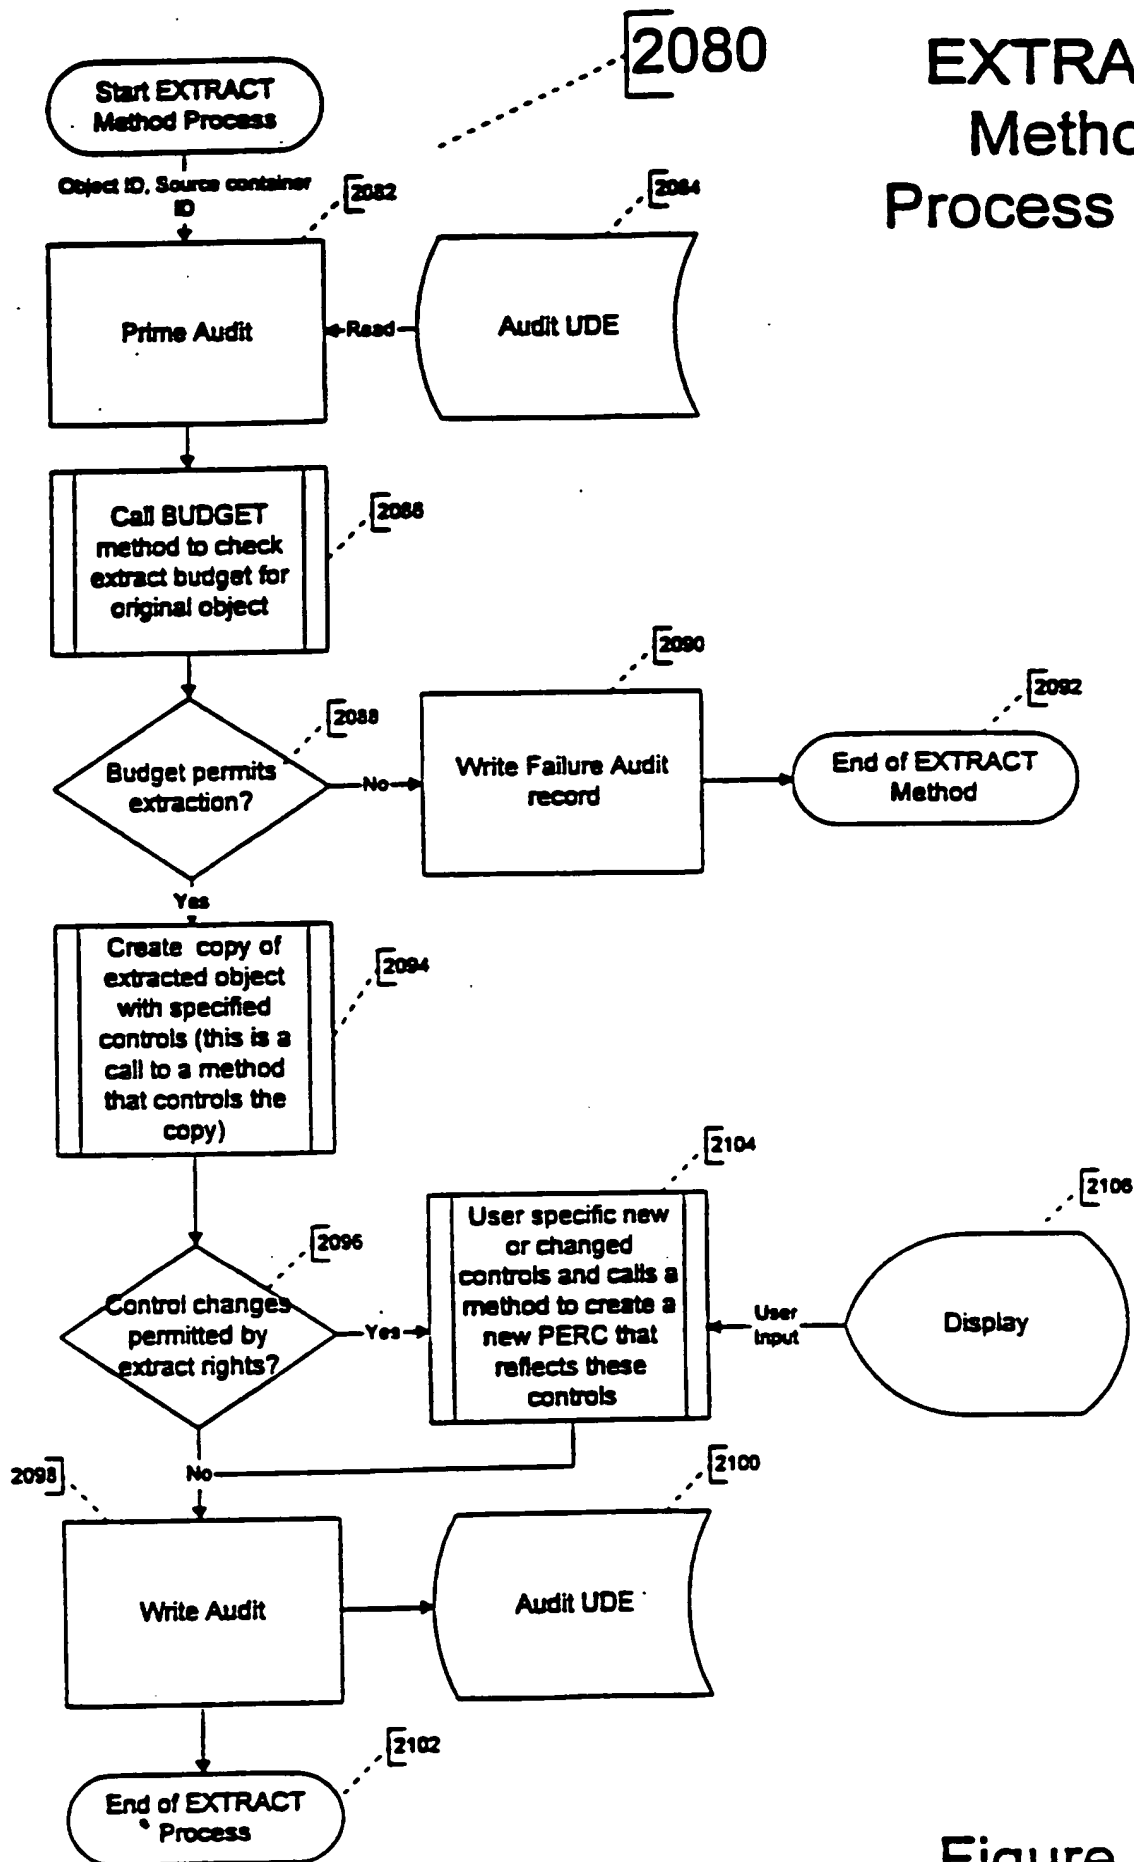 2080
EXTRA
Metho
Process
Start EXTRACT
Method Process
Object ID, Source container
ID
2082
2084
Prime Audit
Read
Audit UDE
Call BUDGET
method to check
extract budget for
original object
2086
2088
Budget permits
extraction?
No
2090
Write Failure Audit
record
2092
End of EXTRACT
Method
Yes
Create copy of
extracted object
with specified
controls (this is a
call to a method
that controls the
copy)
2094
2096
Control changes
permitted by
extract rights?
Yes
2104
User specific new
or changed
controls and calls a
method to create a
new PERC that
reflects these
controls
User
Input
2106
Display
No
2098
Write Audit
2100
Audit UDE
2102
End of EXTRACT
Process
Figure